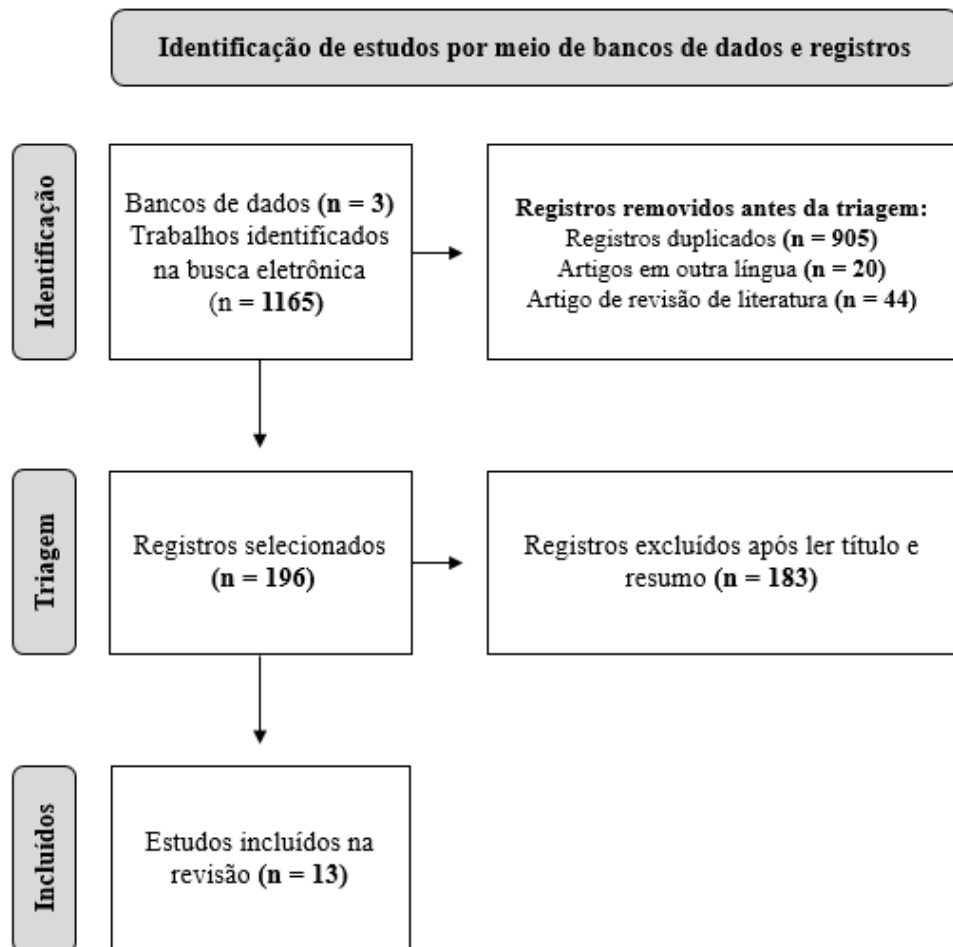 Identificação de estudos por meio de bancos de dados e registros
Identificação
Bancos de dados (n = 3)
Trabalhos identificados
na busca eletrônica
(n = 1165)
Registros removidos antes da triagem:
Registros duplicados (n = 905)
Artigos em outra língua (n = 20)
Artigo de revisão de literatura (n = 44)
Triagem
Registros selecionados
(n = 196)
Registros excluídos após ler título e
resumo (n = 183)
Incluídos
Estudos incluídos na
revisão (n = 13)